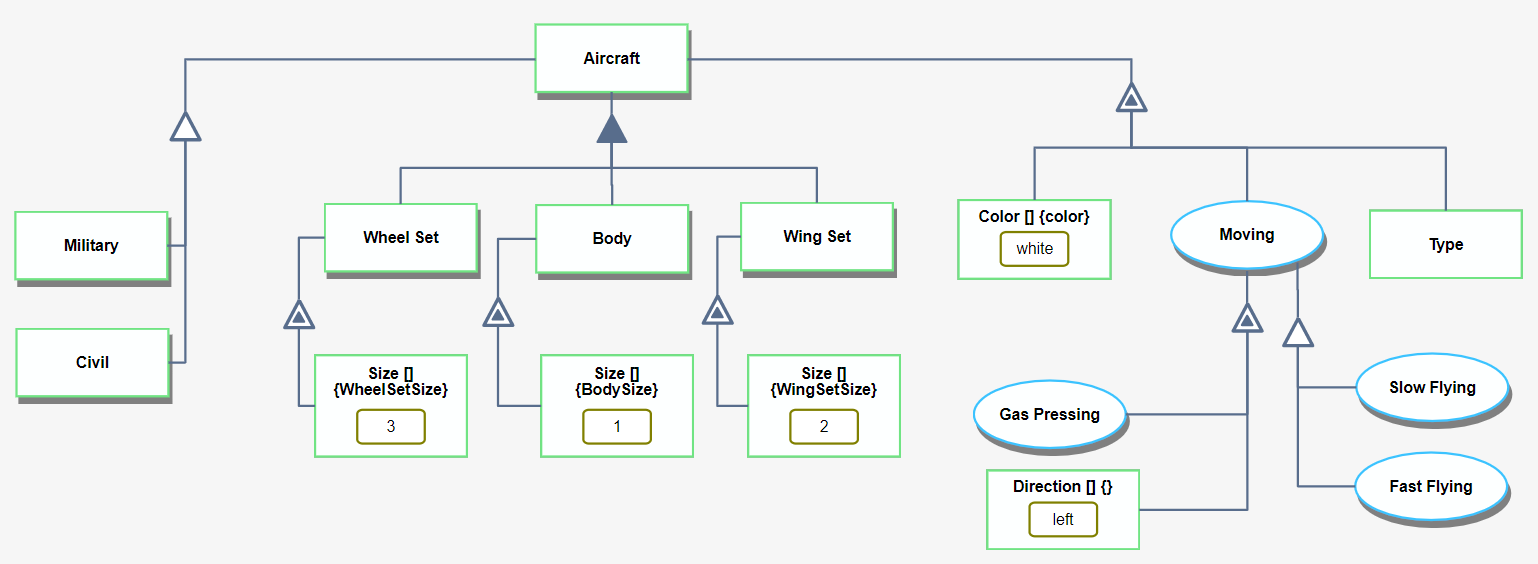 Aircraft
Military
Civil
Wheel Set
Body
Wing Set
Color [] {color}
white
Moving
Type
Size []
{WheelSetSize}
3
Size []
{BodySize}
1
Size []
{WingSetSize}
2
Gas Pressing
Direction [] {}
left
Slow Flying
Fast Flying